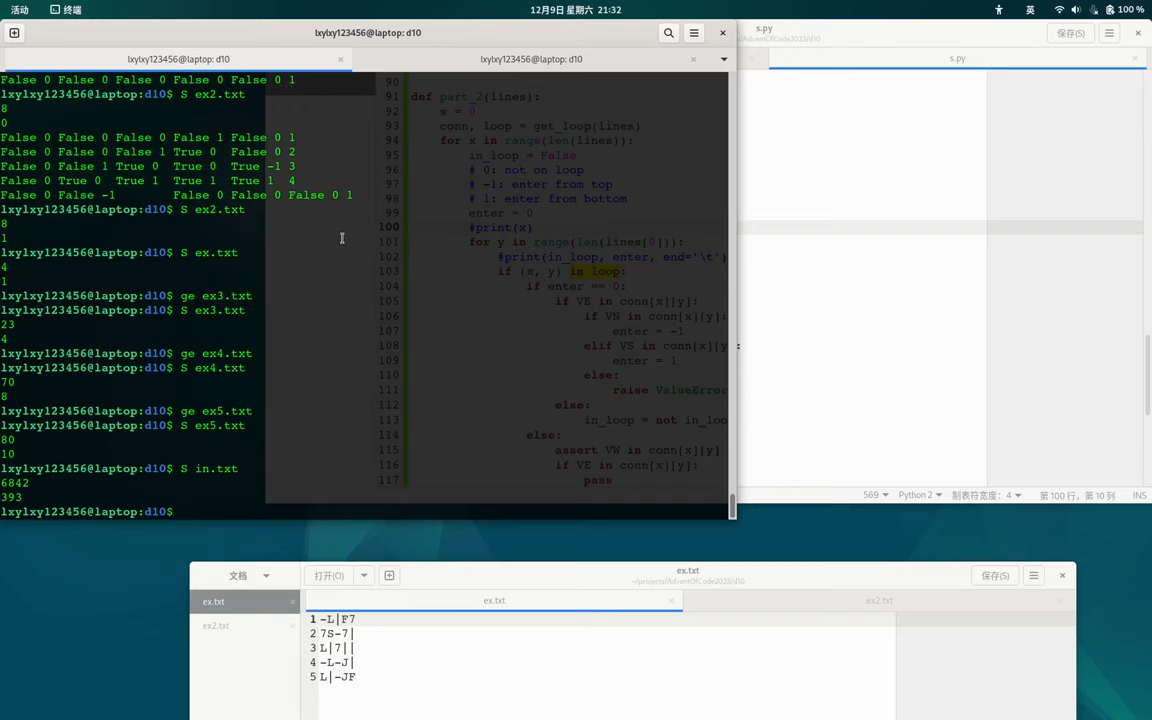 活动 终端 12月9日 星期六 21:32 英 100 %
lxylxy123456@laptop: d10
lxylxy123456@laptop: d10 lxylxy123456@laptop: d10
False 0 False 0 False 0 False 0 1
lxylxy123456@laptop:d10$ S ex2.txt
8
0
False 0 False 0 False 0 False 1 False 0 1
False 0 False 0 False 1 True 0 False 0 2
False 0 False 1 True 0 True 0 True -1 3
False 0 True 0 True 1 True 1 True 1 4
False 0 False -1 False 0 False 0 False 0 1
lxylxy123456@laptop:d10$ S ex2.txt
8
1
lxylxy123456@laptop:d10$ S ex.txt
4
1
lxylxy123456@laptop:d10$ ge ex3.txt
lxylxy123456@laptop:d10$ S ex3.txt
23
4
lxylxy123456@laptop:d10$ ge ex4.txt
lxylxy123456@laptop:d10$ S ex4.txt
70
8
lxylxy123456@laptop:d10$ ge ex5.txt
lxylxy123456@laptop:d10$ S ex5.txt
80
10
lxylxy123456@laptop:d10$ S in.txt
6842
393
lxylxy123456@laptop:d10$
90
91 def part_2(lines):
92 s = 0
93 conn, loop = get_loop(lines)
94 for x in range(len(lines)):
95 in_loop = False
96 # 0: not on loop
97 # -1: enter from top
98 # 1: enter from bottom
99 enter = 0
100 #print(x)
101 for y in range(len(lines[0])):
102 #print(in_loop, enter, end='\t')
103 if (x, y) in loop:
104 if enter == 0:
105 if VE in conn[x][y]:
106 if VN in conn[x][y]:
107 enter = -1
108 elif VS in conn[x][y]:
109 enter = 1
110 else:
111 raise ValueError
112 else:
113 in_loop = not in_loo
114 else:
115 assert VW in conn[x][y]
116 if VE in conn[x][y]:
117 pass
s.py
~/AdventOfCode2023/d10
保存(S)
s.py
569 Python 2 制表符宽度：4 第 100 行，第 10 列 INS
文档 打开(O) ex.txt 保存(S)
~/projects/AdventOfCode2023/d10
ex.txt
ex2.txt
ex.txt ex2.txt
1 -L|F7
2 7S-7|
3 L|7||
4 -L-J|
5 L|-JF